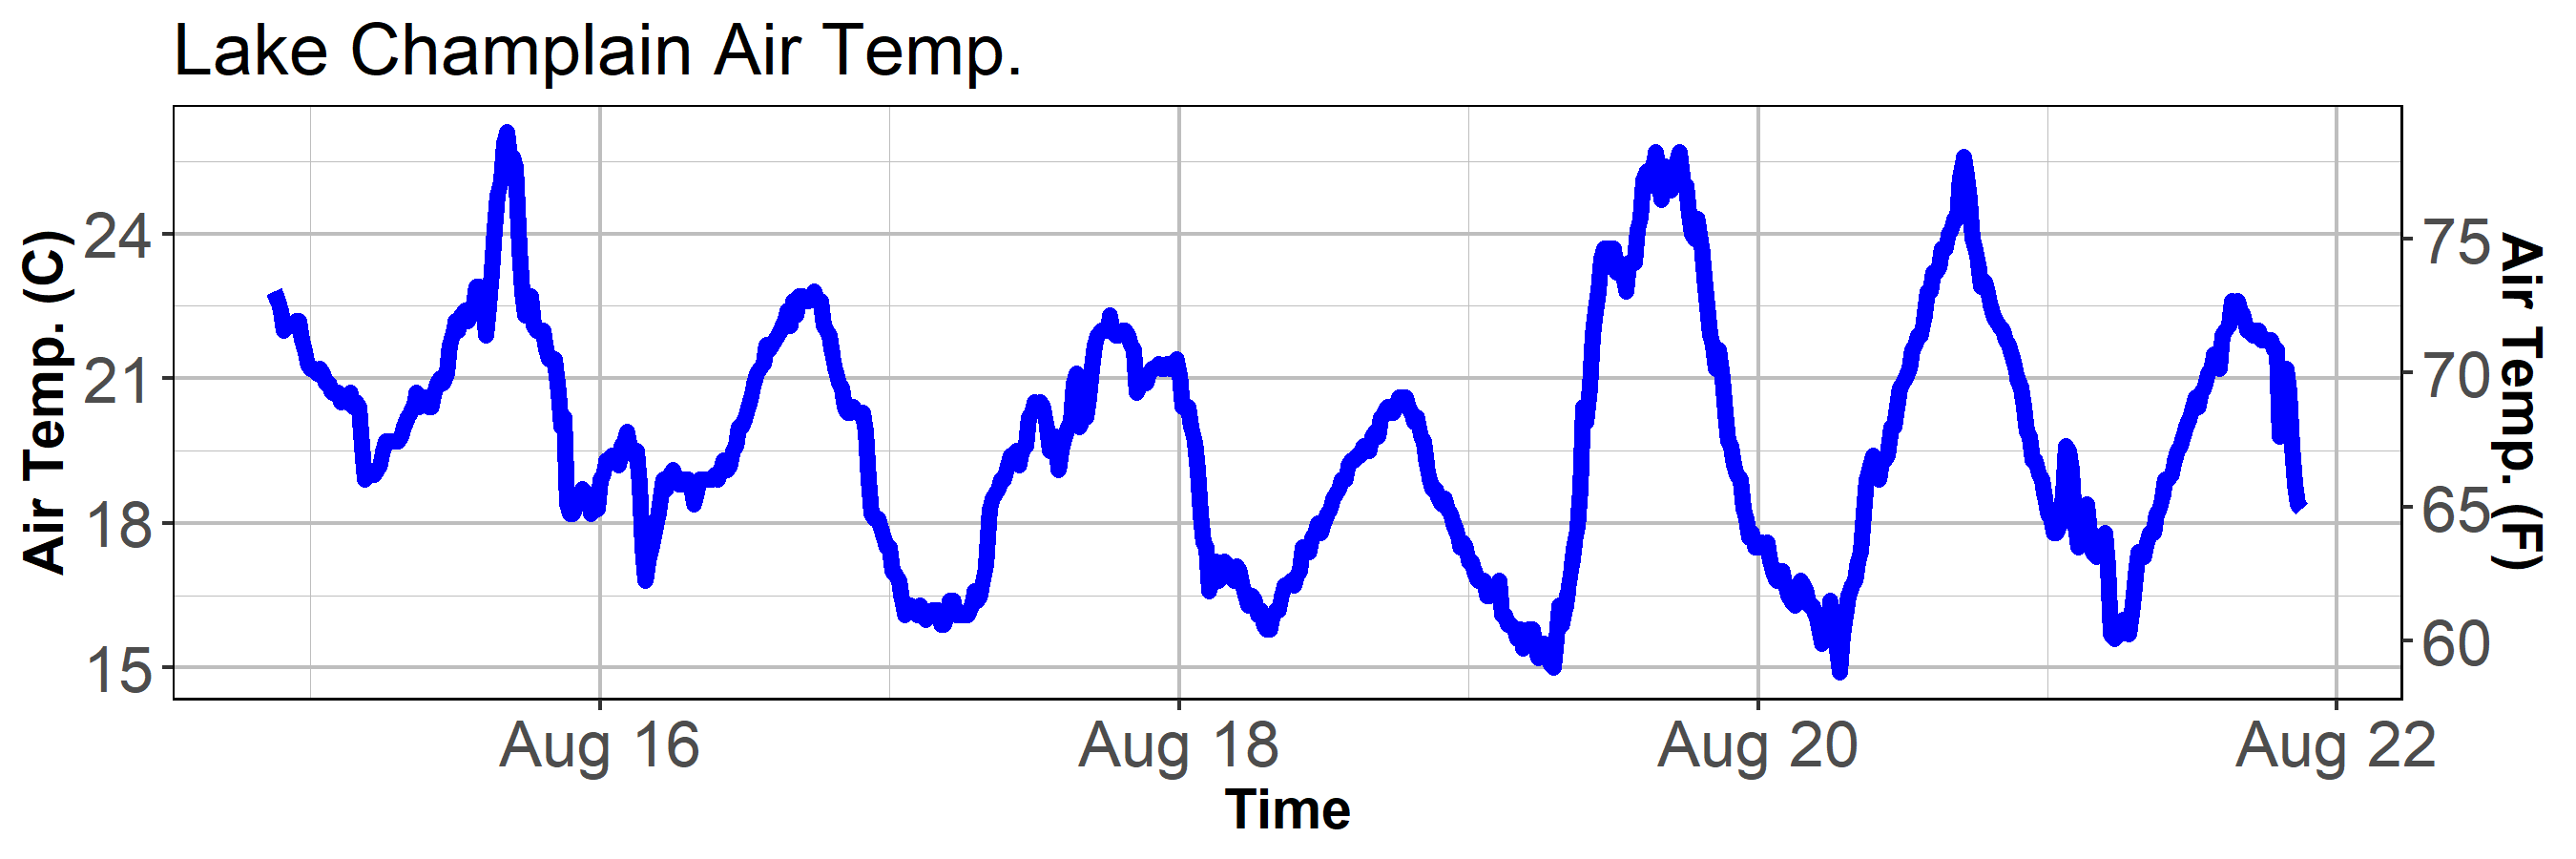 Lake Champlain Air Temp.
Air Temp. (C)
24
21
18
15
75
70
65
60
Air Temp. (F)
Aug 16
Aug 18
Aug 20
Aug 22
Time